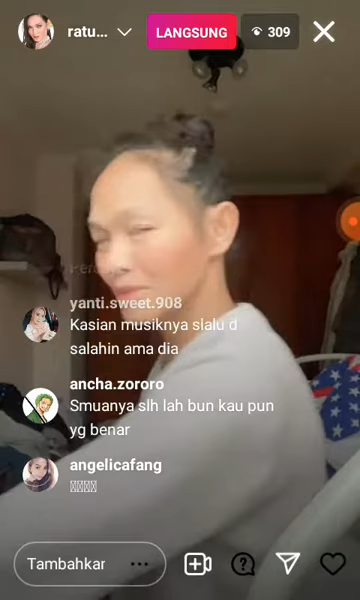 ratu...
LANGSUNG
309
yanti.sweet.908
Kasian musiknya slalu d
salahin ama dia
ancha.zororo
Smuanya slh lah bun kau pun
yg benar
angelicafang
Tambahkar